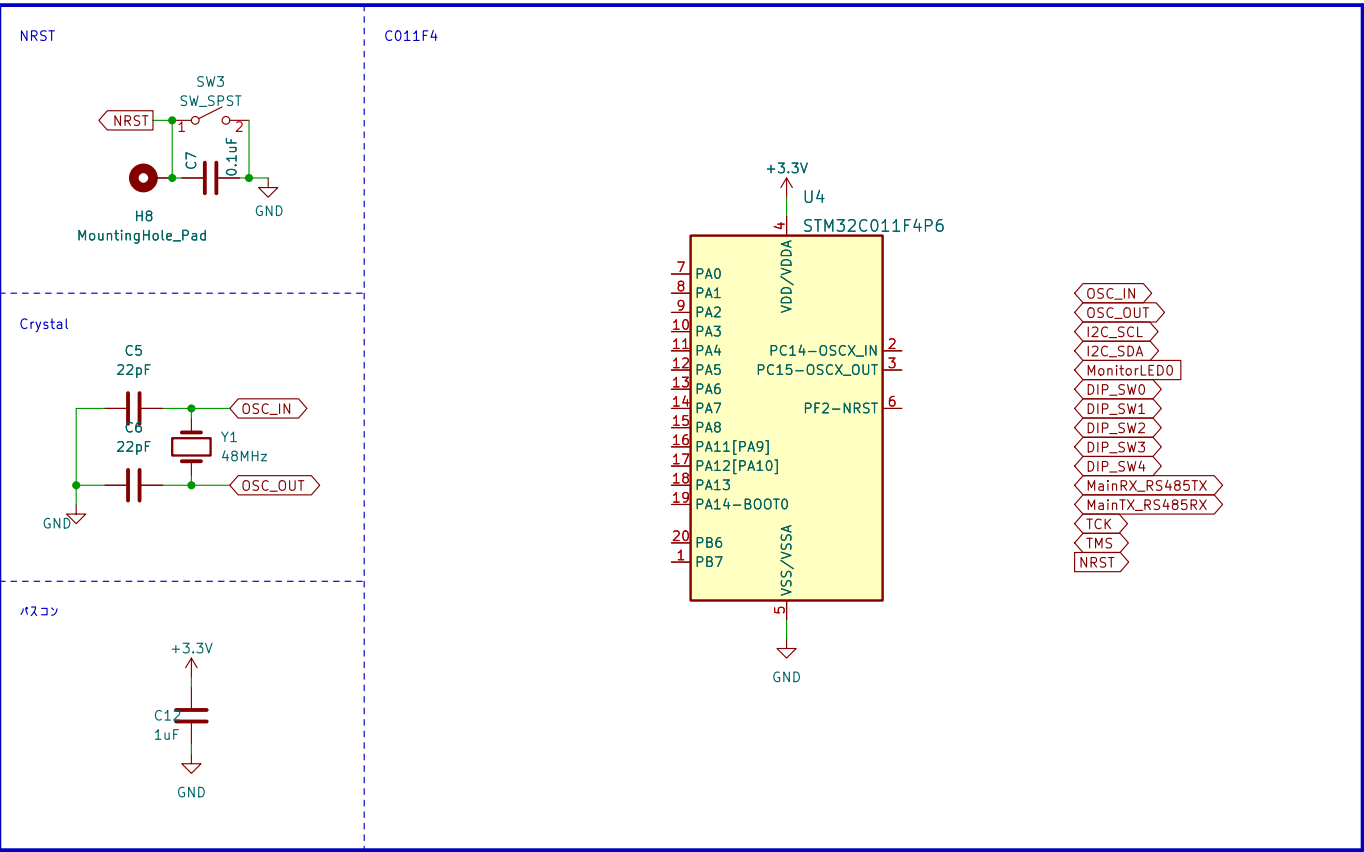 NRST
SW3
SW_SPST
NRST
1
2
C7
0.1uF
GND
H8
MountingHole_Pad
Crystal
C5
22pF
OSC_IN
C6
22pF
Y1
48MHz
OSC_OUT
GND
パスコン
+3.3V
C12
1uF
GND
C011F4
+3.3V
U4
STM32C011F4P6
4
VDD/VDDA
7 PA0
8 PA1
9 PA2
10 PA3
11 PA4
12 PA5
13 PA6
14 PA7
15 PA8
16 PA11[PA9]
17 PA12[PA10]
18 PA13
19 PA14-BOOT0
20 PB6
1 PB7
PC14-OSCX_IN 2
PC15-OSCX_OUT 3
PF2-NRST 6
VSS/VSSA
5
GND
OSC_IN
OSC_OUT
I2C_SCL
I2C_SDA
MonitorLED0
DIP_SW0
DIP_SW1
DIP_SW2
DIP_SW3
DIP_SW4
MainRX_RS485TX
MainTX_RS485RX
TCK
TMS
NRST